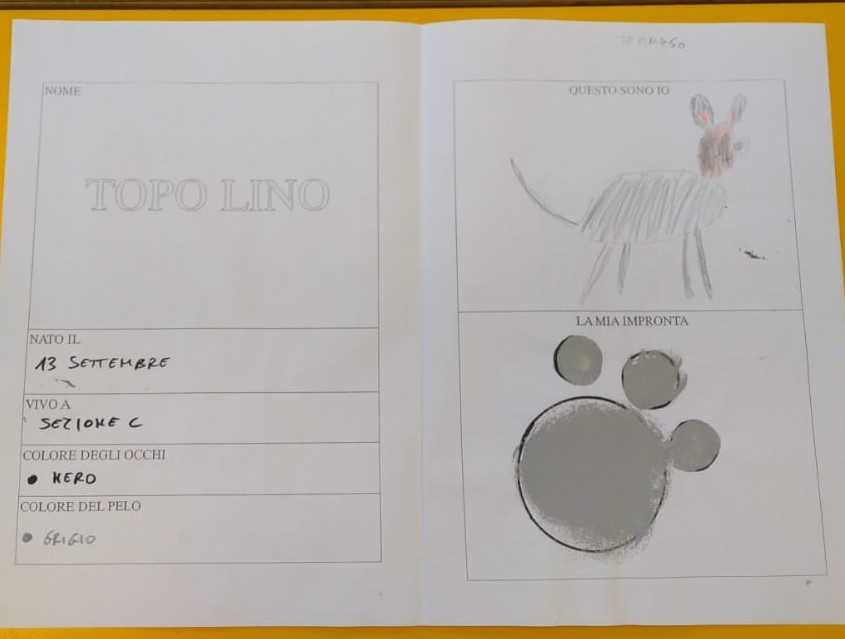 NOME
TOPO LINO
NATO IL
13 SETTEMBRE
VIVO A
SEZIONE C
COLORE DEGLI OCCHI
NERO
COLORE DEL PELO
GRIGIO
TOMMASO
QUESTO SONO IO
LA MIA IMPRONTA